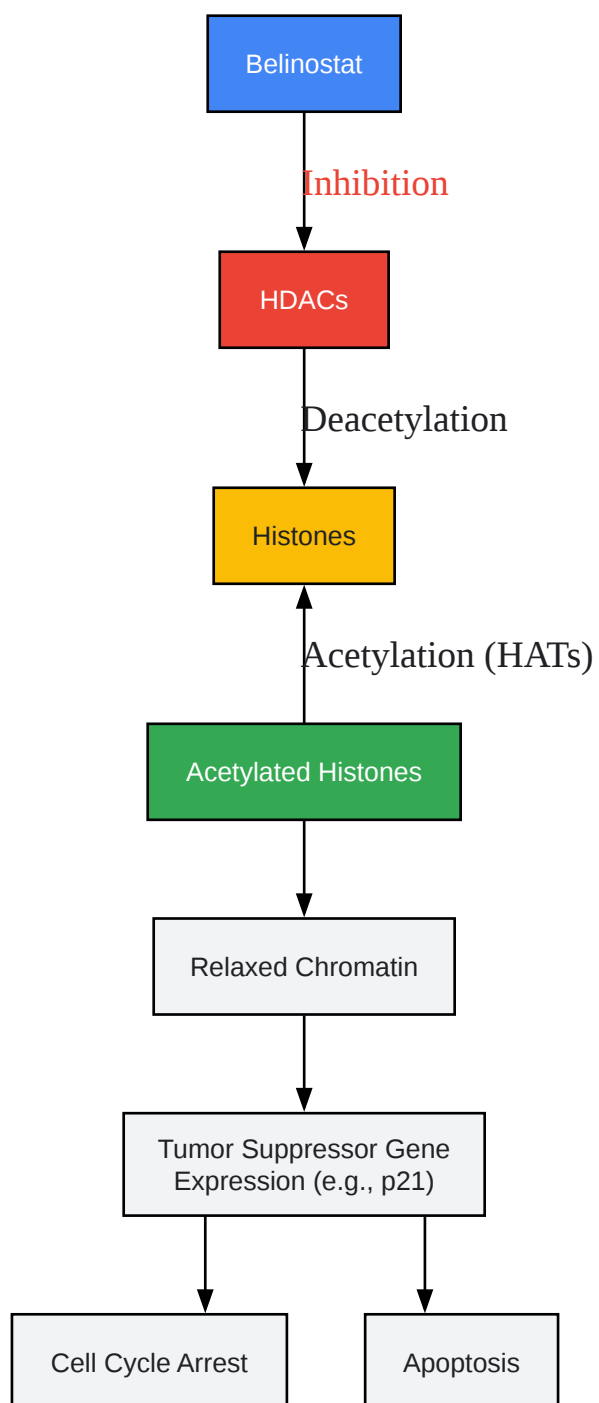 Belinostat
Inhibition
HDACs
Deacetylation
Histones
Acetylation (HATs)
Acetylated Histones
Relaxed Chromatin
Tumor Suppressor Gene
Expression (e.g., p21)
Cell Cycle Arrest
Apoptosis